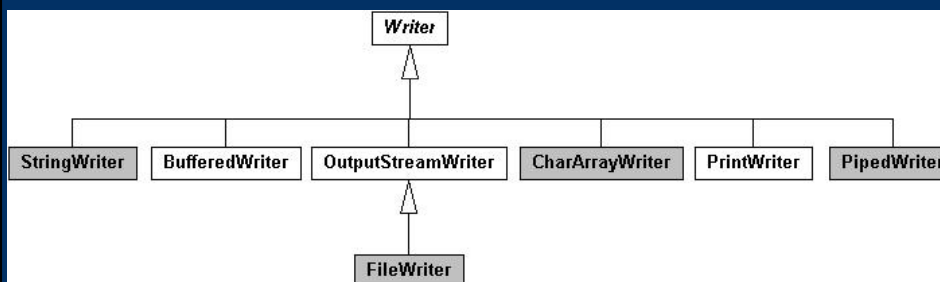 Writer
StringWriter BufferedWriter OutputStreamWriter CharArrayWriter PrintWriter PipedWriter
FileWriter